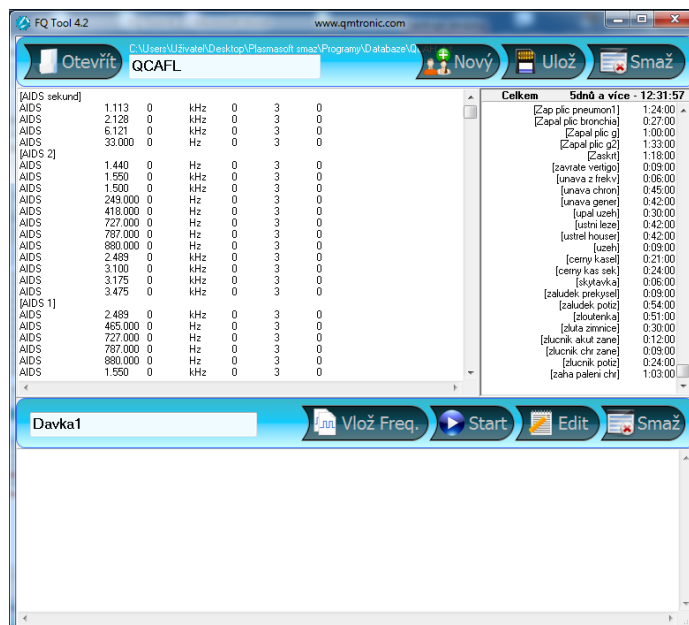 FQ Tool 4.2 www.qmtronic.com
Otevřít C:\Users\Uživatel\Desktop\Plasmasoft smaz\Programy\Databaze\Q
QCAFL
Nový Ulož Smaž
[AIDS sekund]
AIDS 1.113 0 kHz 0 3 0
AIDS 2.128 0 kHz 0 3 0
AIDS 6.121 0 kHz 0 3 0
AIDS 33.000 0 Hz 0 3 0
[AIDS 2]
AIDS 1.440 0 Hz 0 3 0
AIDS 1.550 0 kHz 0 3 0
AIDS 1.500 0 kHz 0 3 0
AIDS 249.000 0 Hz 0 3 0
AIDS 418.000 0 Hz 0 3 0
AIDS 727.000 0 Hz 0 3 0
AIDS 787.000 0 Hz 0 3 0
AIDS 880.000 0 Hz 0 3 0
AIDS 2.489 0 kHz 0 3 0
AIDS 3.100 0 kHz 0 3 0
AIDS 3.175 0 kHz 0 3 0
AIDS 3.475 0 kHz 0 3 0
[AIDS 1]
AIDS 2.489 0 kHz 0 3 0
AIDS 465.000 0 Hz 0 3 0
AIDS 727.000 0 Hz 0 3 0
AIDS 787.000 0 Hz 0 3 0
AIDS 880.000 0 Hz 0 3 0
AIDS 1.550 0 kHz 0 3 0
Celkem 5dnů a více - 12:31:57
[Zap plic pneumon1] 1:24:00
[Zapal plic bronchia] 0:27:00
[Zapal plic g] 1:00:00
[Zapal plic g2] 1:33:00
[Zaskrt] 1:18:00
[zavrate vertigo] 0:09:00
[unava z frekv] 0:06:00
[unava chron] 0:45:00
[unava gener] 0:42:00
[upal uzeh] 0:30:00
[ustni leze] 0:42:00
[ustrel houser] 0:42:00
[uzeh] 0:09:00
[cerny kasel] 0:21:00
[cerny kas sek] 0:24:00
[skytavka] 0:06:00
[zaludek prekysel] 0:09:00
[zaludek potiz] 0:54:00
[zloutenka] 0:51:00
[zluta zimnice] 0:30:00
[zlucnik akut zane] 0:12:00
[zlucnik chr zane] 0:09:00
[zlucnik potiz] 0:24:00
[zaha paleni chr] 1:03:00
Davka1 Vlož Freq. Start Edit Smaž